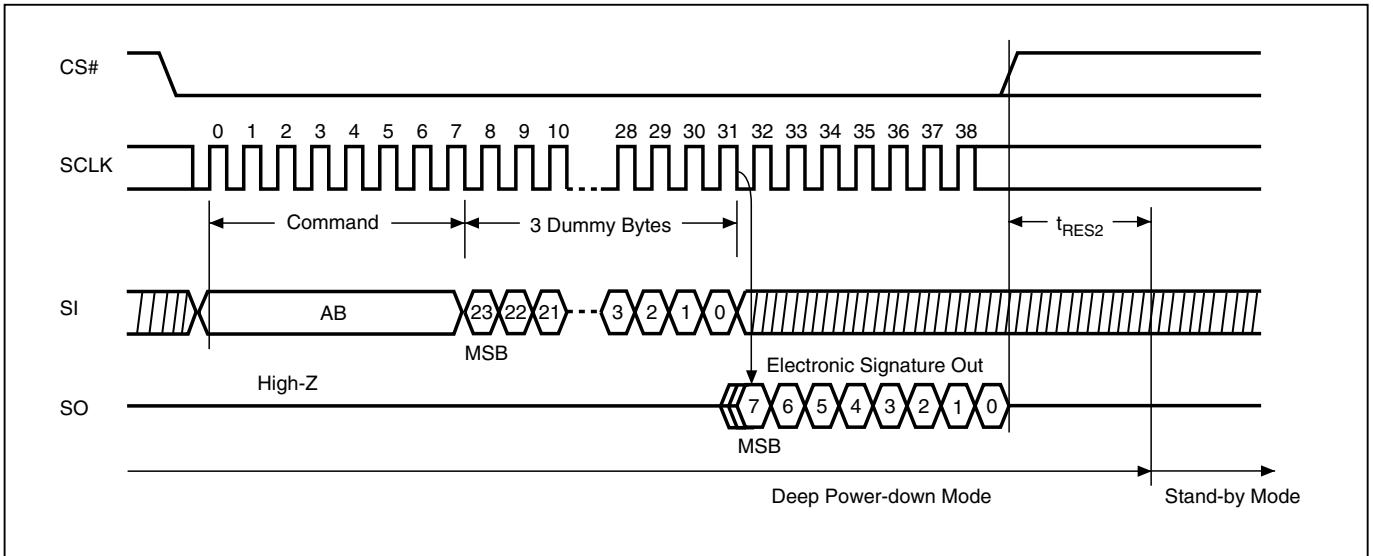 CS#
0 1 2 3 4 5 6 7 8 9 10 28 29 30 31 32 33 34 35 36 37 38
SCLK
Command 3 Dummy Bytes tRES2
SI AB 23 22 21 3 2 1 0
MSB
Electronic Signature Out
High-Z
SO 7 6 5 4 3 2 1 0
MSB
Deep Power-down Mode Stand-by Mode